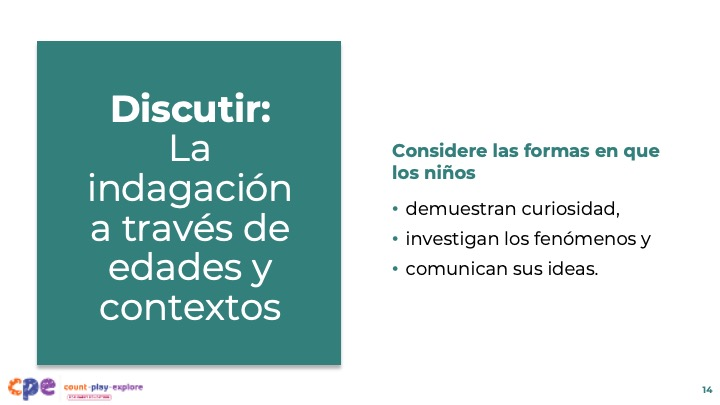 Discutir:
La
indagación
a través de
edades y
contextos
Considere las formas en que
los niños
• demuestran curiosidad,
• investigan los fenómenos y
• comunican sus ideas.
cpe count·play·explore
14